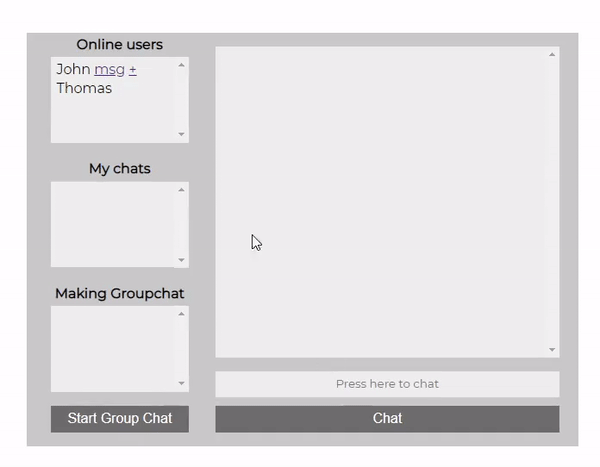 Online users
John msg +
Thomas
My chats
Making Groupchat
Start Group Chat
Press here to chat
Chat